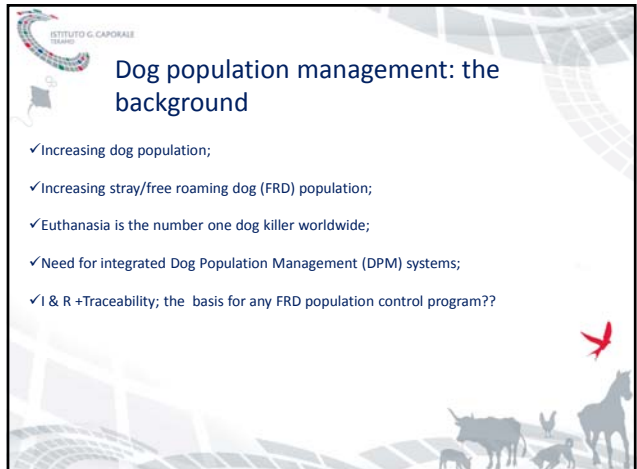 ISTITUTO G. CAPORALE
TERAMO
Dog population management: the
background
✓Increasing dog population;
✓Increasing stray/free roaming dog (FRD) population;
✓Euthanasia is the number one dog killer worldwide;
✓Need for integrated Dog Population Management (DPM) systems;
✓I & R +Traceability; the basis for any FRD population control program??